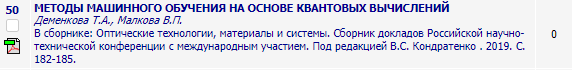 50
МЕТОДЫ МАШИННОГО ОБУЧЕНИЯ НА ОСНОВЕ КВАНТОВЫХ ВЫЧИСЛЕНИЙ
Деменкова Т.А., Малкова В.П.
В сборнике: Оптические технологии, материалы и системы. Сборник докладов Российской научно-
технической конференции с международным участием. Под редакцией В.С. Кондратенко . 2019. С.
182-185.
0